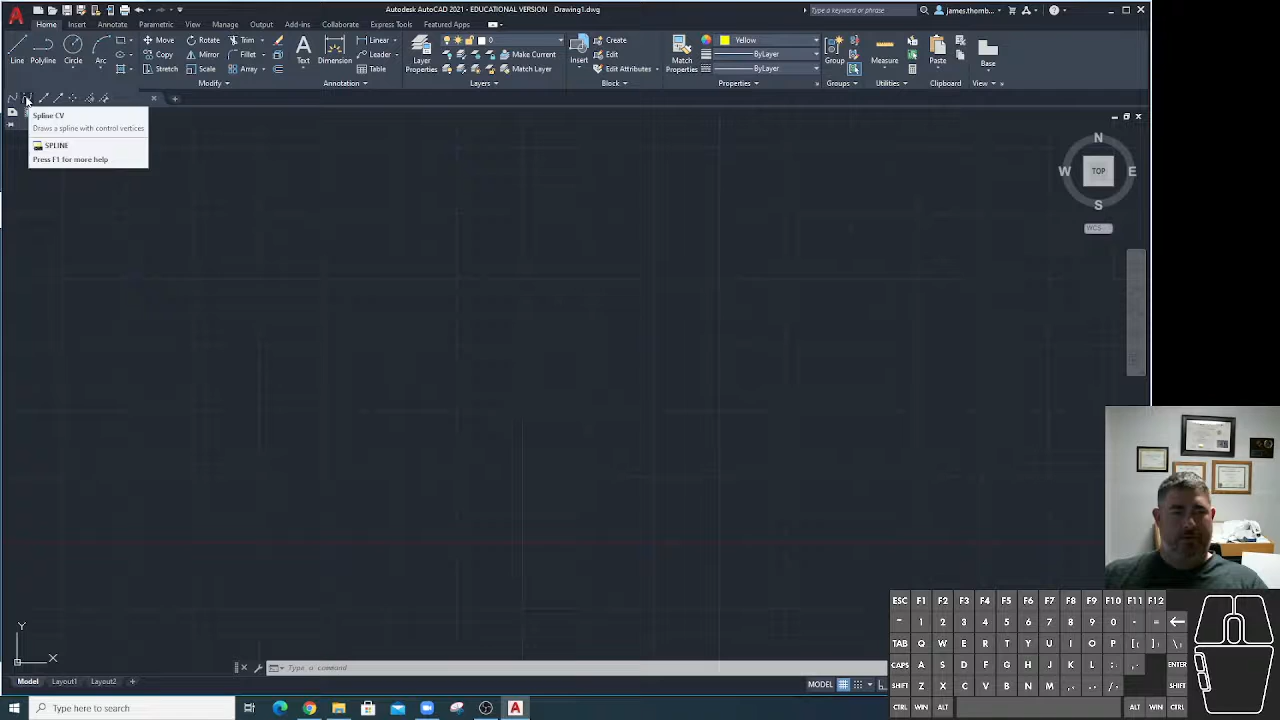 Autodesk AutoCAD 2021 - EDUCATIONAL VERSION Drawing1.dwg
Type a keyword or phrase
james.thomb...
Home Insert Annotate Parametric View Manage Output Add-ins Collaborate Express Tools Featured Apps
Line Polyline Circle Arc
Move Rotate Trim
Copy Mirror Fillet
Stretch Scale Array
Modify
Text Dimension
Linear
Leader
Table
Annotation
Layer Properties
0
Make Current
Match Layer
Layers
Insert
Create
Edit
Edit Attributes
Block
Match Properties
Yellow
ByLayer
ByLayer
Properties
Group
Groups
Measure
Utilities
Paste
Clipboard
Base
View
Spline CV
Draws a spline with control vertices
SPLINE
Press F1 for more help
N
W TOP E
S
WCS
Y
X
Type a command
Model Layout1 Layout2
MODEL
Type here to search
ESC F1 F2 F3 F4 F5 F6 F7 F8 F9 F10 F11 F12
~ 1 2 3 4 5 6 7 8 9 0 - =
TAB Q W E R T Y U I O P [ ] \
CAPS A S D F G H J K L ; ENTER
SHIFT Z X C V B N M SHIFT
CTRL WIN ALT ALT WIN CTRL